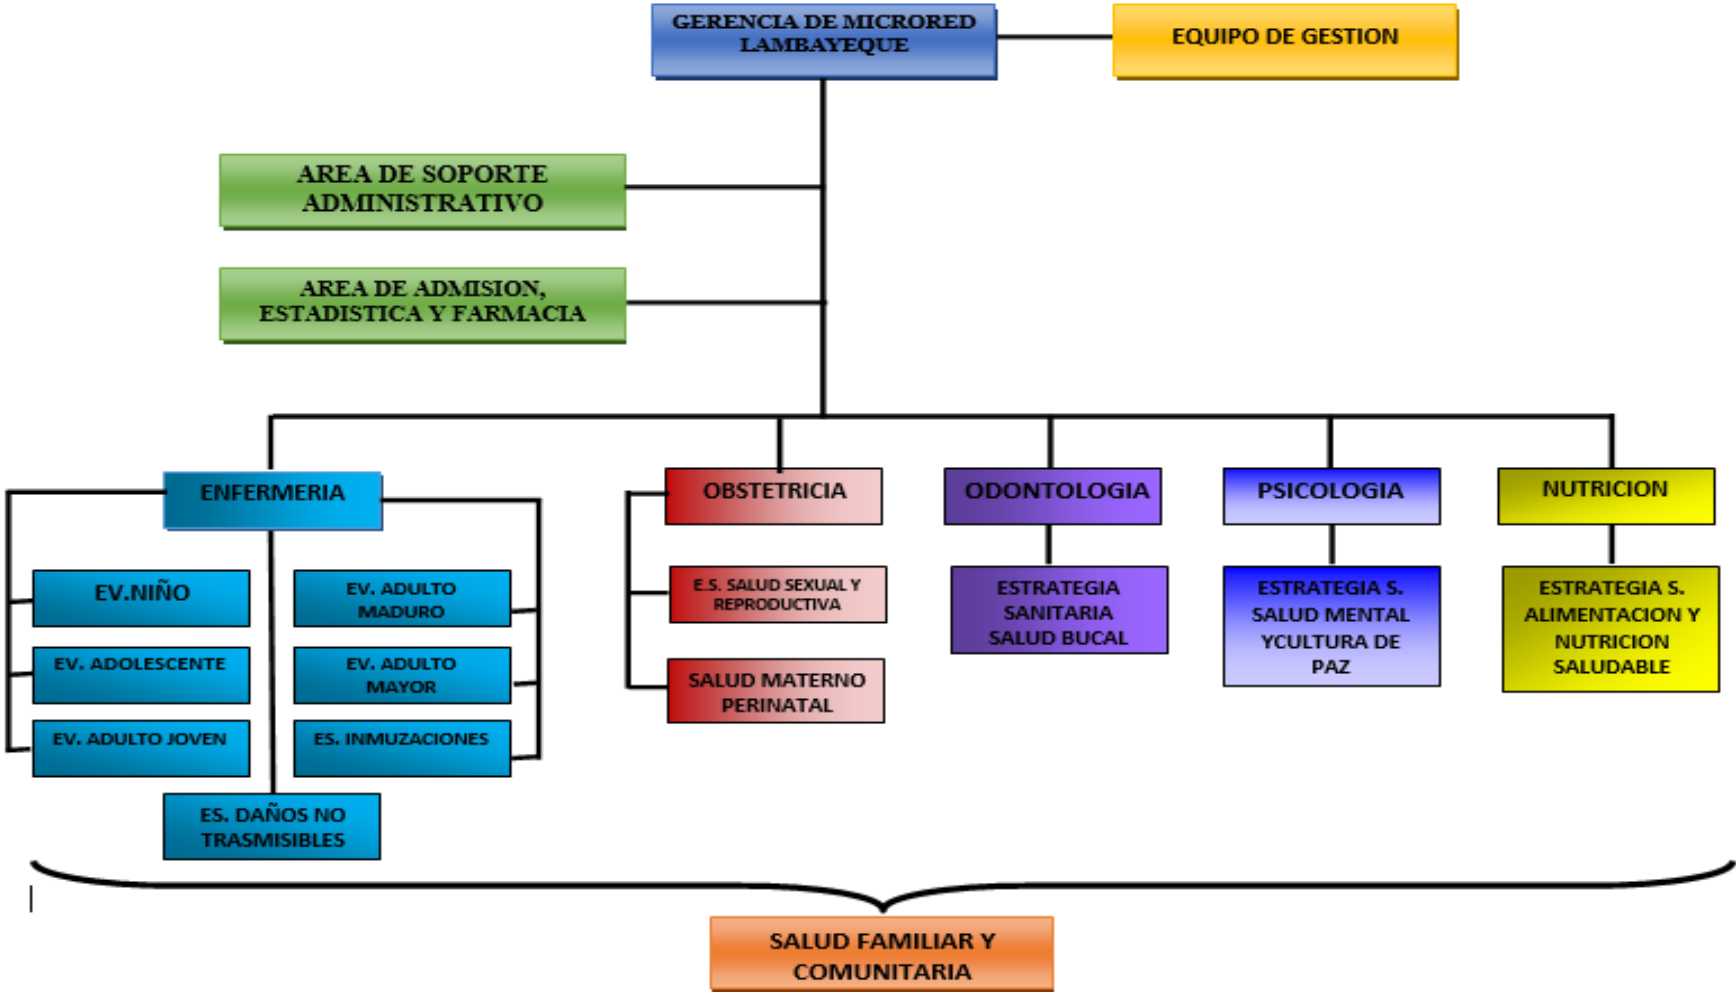 GERENCIA DE MICRORED
LAMBAYEQUE
EQUIPO DE GESTION
AREA DE SOPORTE
ADMINISTRATIVO
AREA DE ADMISION,
ESTADISTICA Y FARMACIA
ENFERMERIA
OBSTETRICIA
ODONTOLOGIA
PSICOLOGIA
NUTRICION
EV.NIÑO
EV. ADOLESCENTE
EV. ADULTO JOVEN
EV. ADULTO
MADURO
EV. ADULTO
MAYOR
ES. INMUZACIONES
ES. DAÑOS NO
TRASMISIBLES
E.S. SALUD SEXUAL Y
REPRODUCTIVA
SALUD MATERNO
PERINATAL
ESTRATEGIA
SANITARIA
SALUD BUCAL
ESTRATEGIA S.
SALUD MENTAL
YCULTURA DE
PAZ
ESTRATEGIA S.
ALIMENTACION Y
NUTRICION
SALUDABLE
SALUD FAMILIAR Y
COMUNITARIA